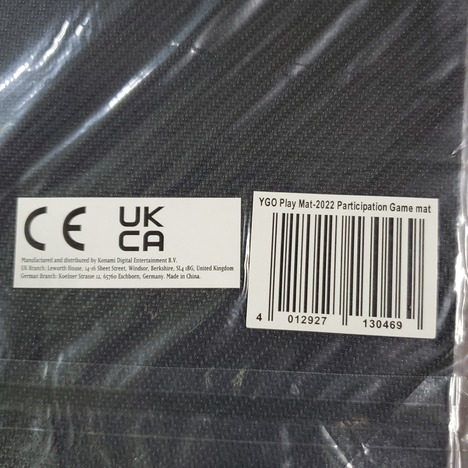 CE UK
CA
Manufactured and distributed by Konami Digital Entertainment B.V.
UK Branch: Leworth House, 14-16 Sheet Street, Windsor, Berkshire, SL4 1BG, United Kingdom
German Branch: Koelner Strasse 12, 65760 Eschborn, Germany. Made in China.
YGO Play Mat-2022 Participation Game mat
4 012927 130469